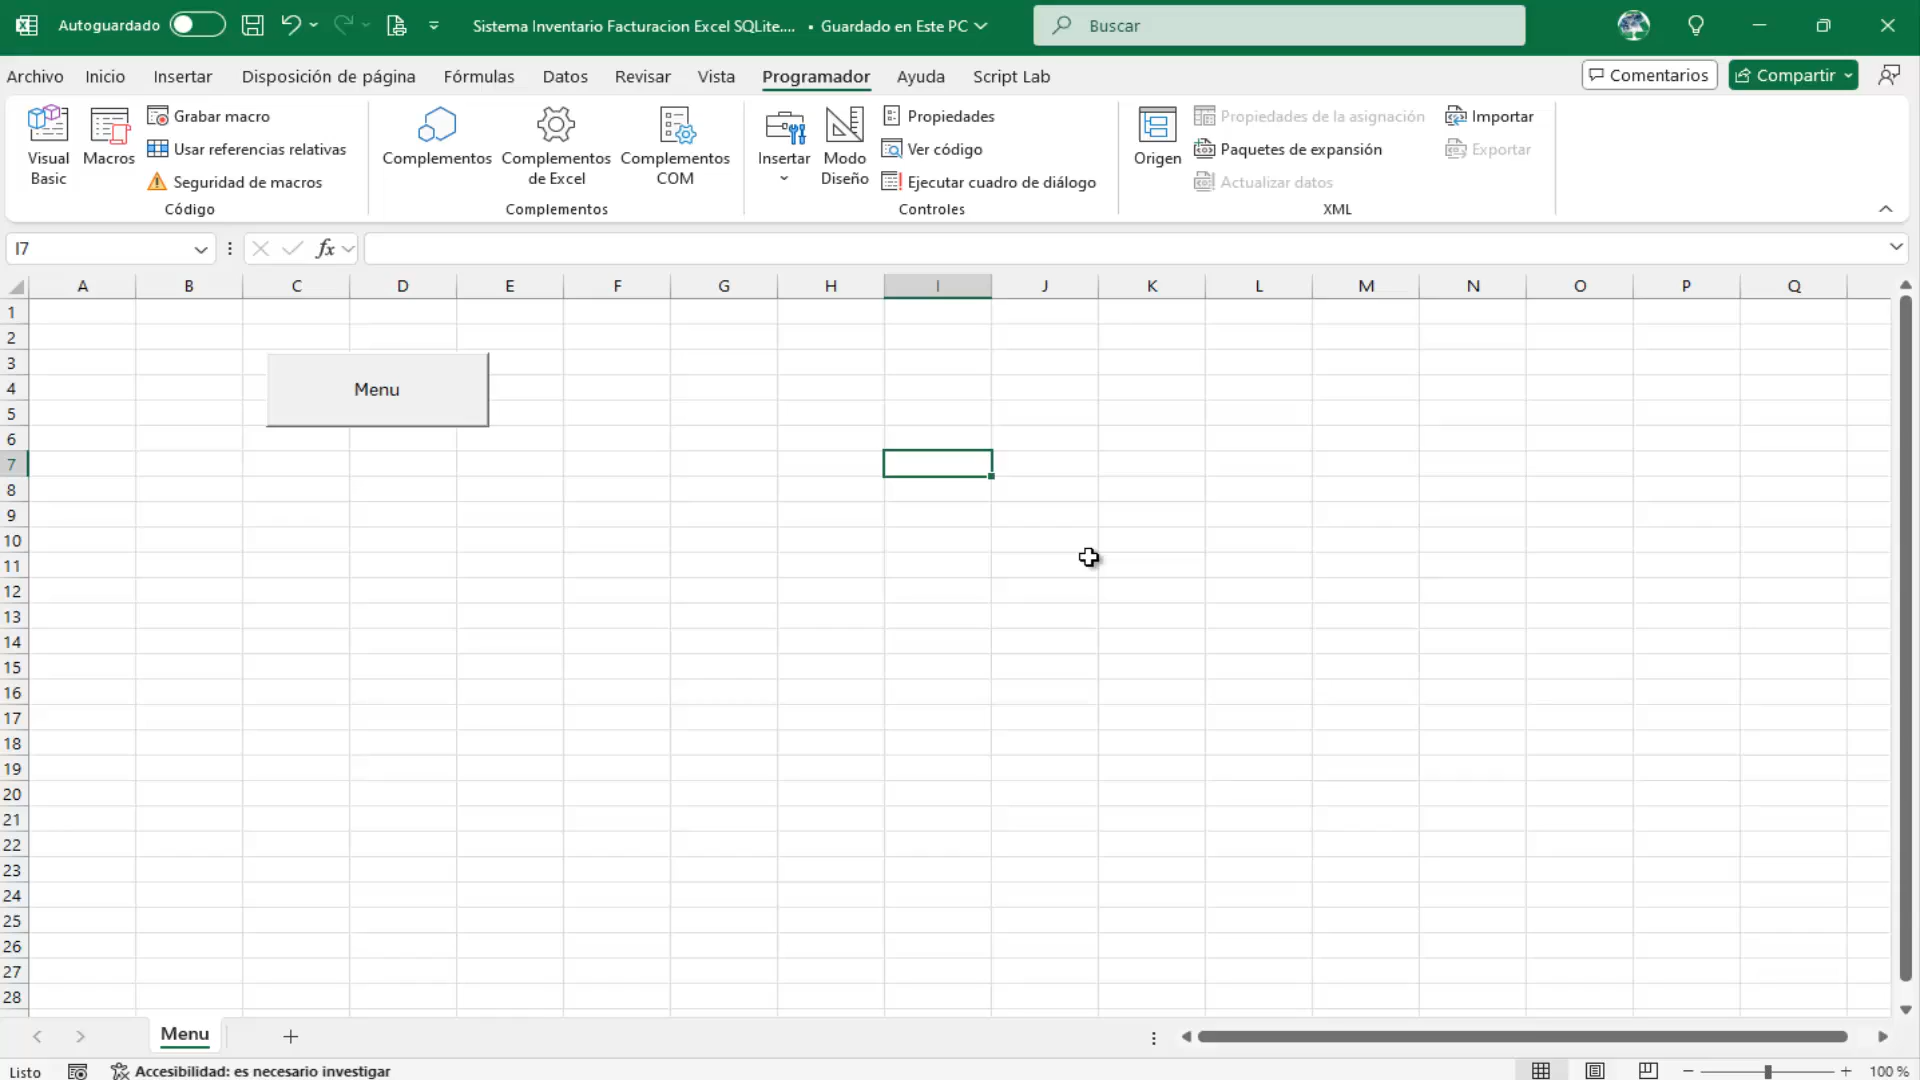 Autoguardado
Sistema Inventario Facturacion Excel SQLite.... • Guardado en Este PC
Buscar
Archivo Inicio Insertar Disposición de página Fórmulas Datos Revisar Vista Programador Ayuda Script Lab
Comentarios
Compartir
Visual Basic
Macros
Grabar macro
Usar referencias relativas
Seguridad de macros
Código
Complementos
Complementos de Excel
Complementos COM
Complementos
Insertar
Modo Diseño
Propiedades
Ver código
Ejecutar cuadro de diálogo
Controles
Origen
Propiedades de la asignación
Paquetes de expansión
Actualizar datos
Importar
Exportar
XML
I7
fx
A B C D E F G H I J K L M N O P Q
1
2
3
4
5
6
7
8
9
10
11
12
13
14
15
16
17
18
19
20
21
22
23
24
25
26
27
28
Menu
Menu
Listo
Accesibilidad: es necesario investigar
100 %